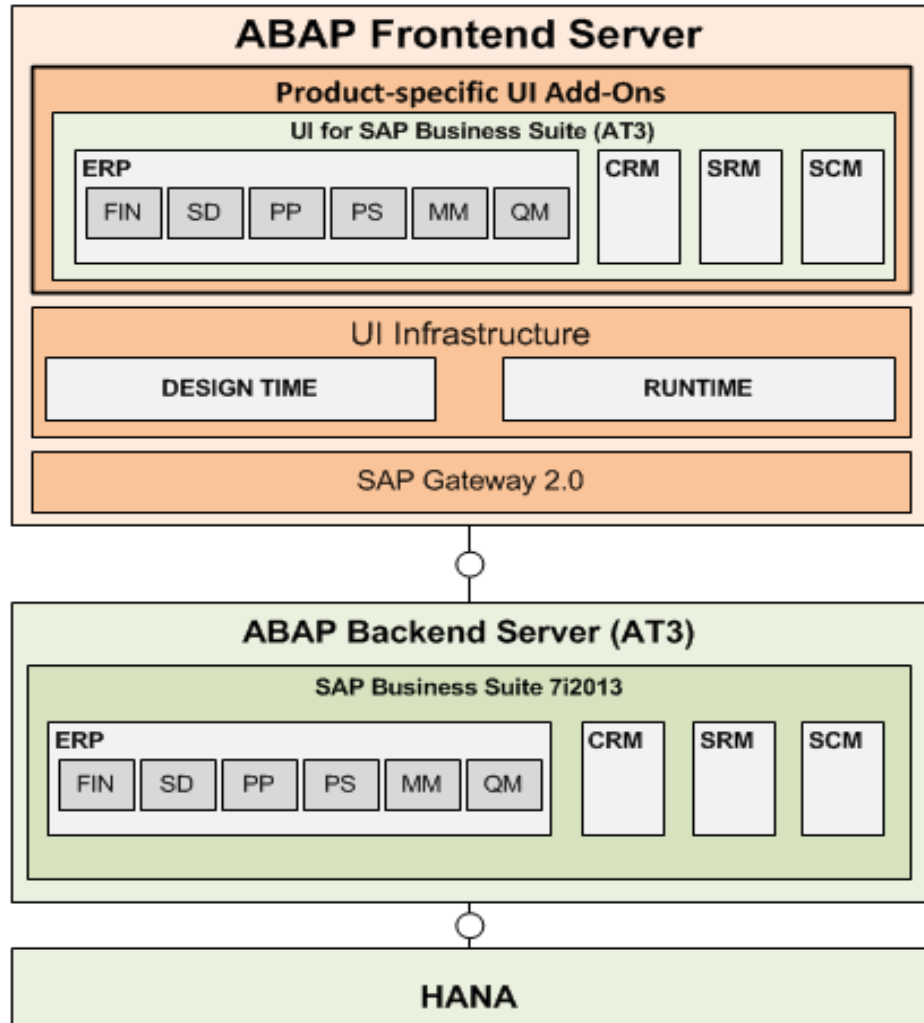 ABAP Frontend Server
Product-specific UI Add-Ons
UI for SAP Business Suite (AT3)
ERP
FIN
SD
PP
PS
MM
QM
CRM
SRM
SCM
UI Infrastructure
DESIGN TIME
RUNTIME
SAP Gateway 2.0
ABAP Backend Server (AT3)
SAP Business Suite 7i2013
ERP
FIN
SD
PP
PS
MM
QM
CRM
SRM
SCM
HANA